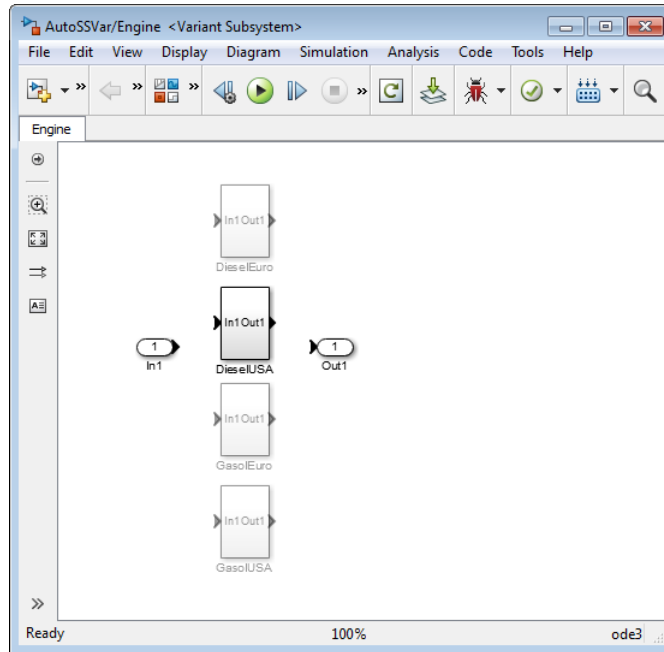 AutoSSVar/Engine <Variant Subsystem>
File Edit View Display Diagram Simulation Analysis Code Tools Help
Engine
In1 Out1
DieselEuro
In1 Out1
DieselUSA
1
In1
1
Out1
In1 Out1
GasolEuro
In1 Out1
GasolUSA
Ready 100% ode3